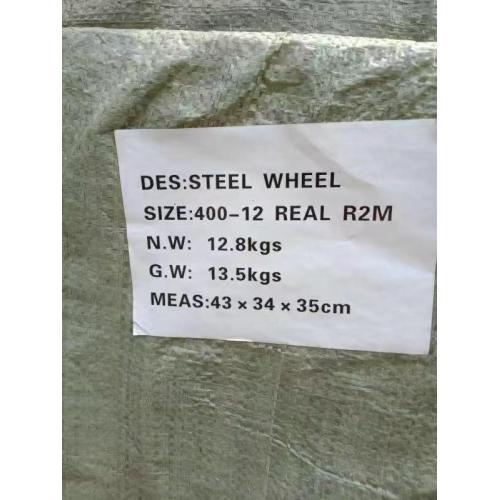 DES:STEEL WHEEL
SIZE:400-12 REAL R2M
N.W: 12.8kgs
G.W: 13.5kgs
MEAS:43 × 34 × 35cm